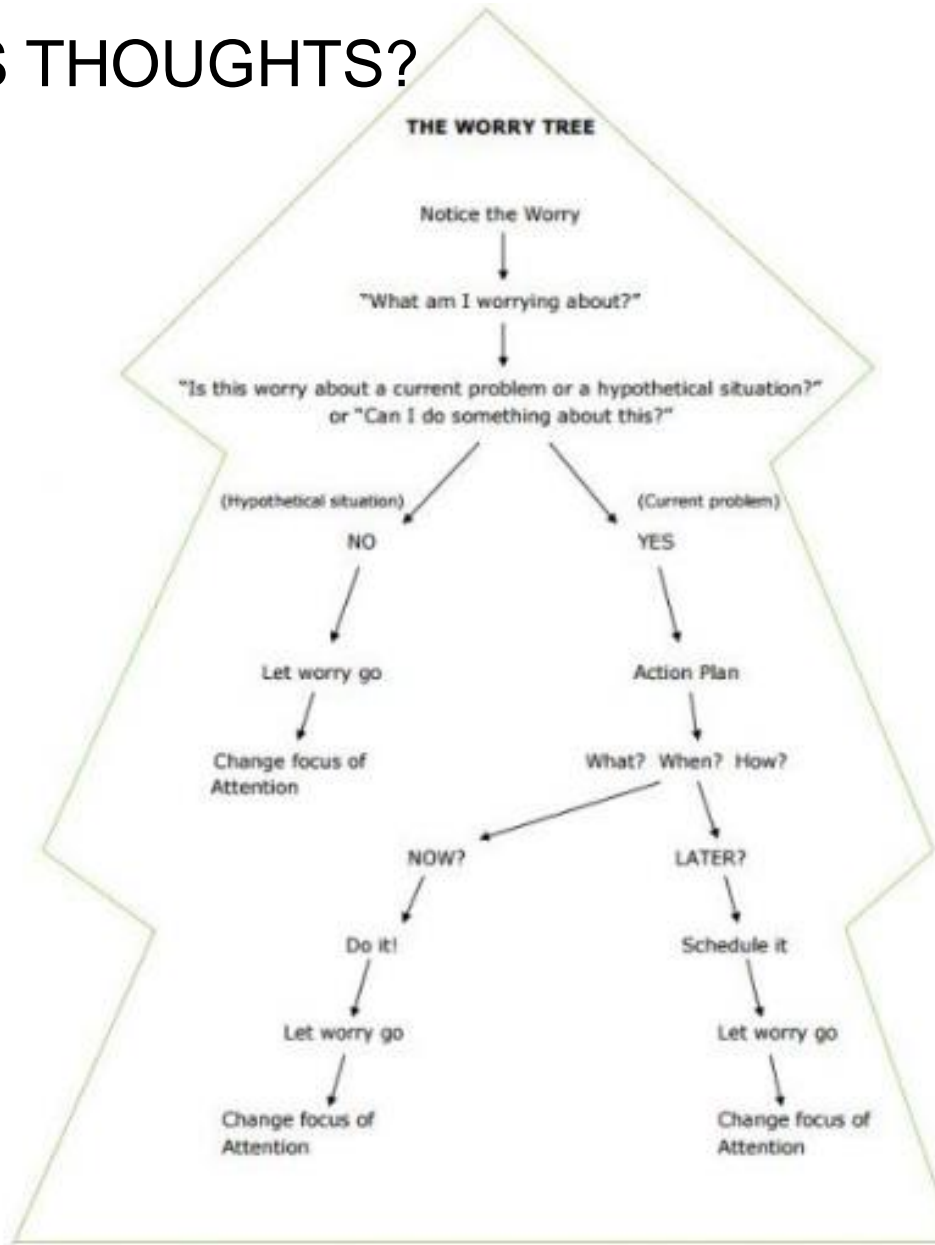 S THOUGHTS?
THE WORRY TREE
Notice the Worry
"What am I worrying about?"
"Is this worry about a current problem or a hypothetical situation?"
or "Can I do something about this?"
(Hypothetical situation)
(Current problem)
NO
YES
Let worry go
Action Plan
Change focus of
Attention
What? When? How?
NOW?
LATER?
Do it!
Schedule it
Let worry go
Let worry go
Change focus of
Attention
Change focus of
Attention